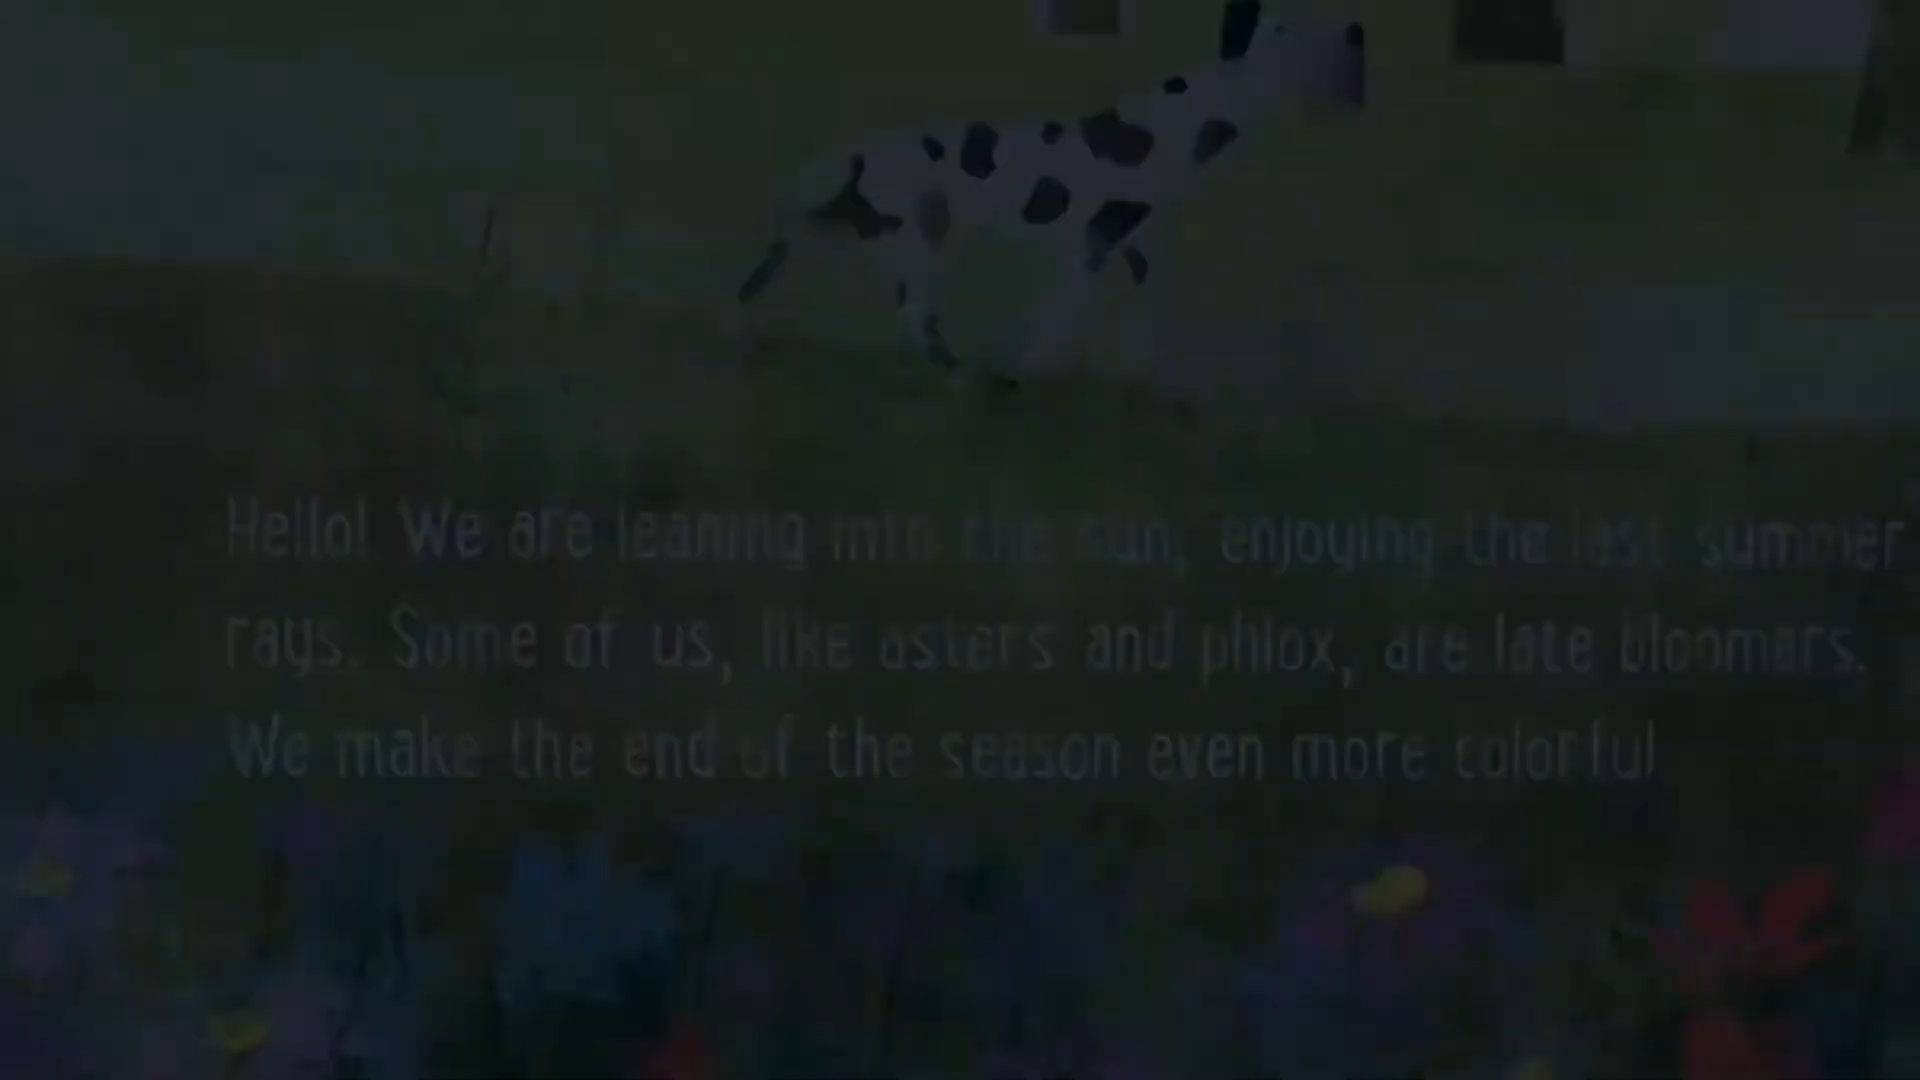 Hello! We are leaning into the sun, enjoying the last summer
rays. Some of us, like asters and phlox, are late bloomers.
We make the end of the season even more colorful